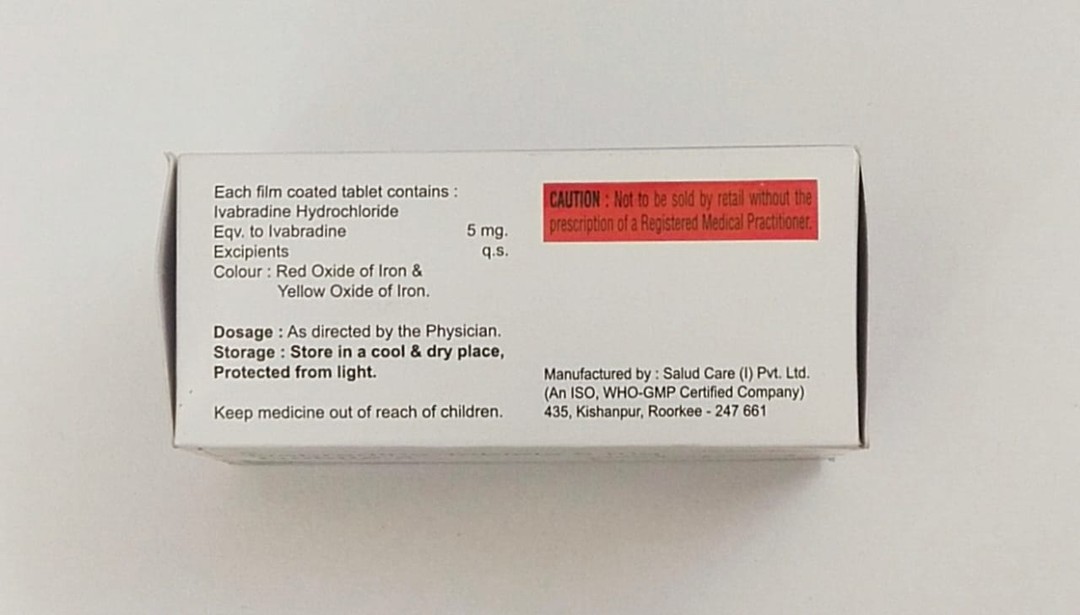 Each film coated tablet contains :
Ivabradine Hydrochloride
Eqv. to Ivabradine 5 mg.
Excipients q.s.
Colour : Red Oxide of Iron &
Yellow Oxide of Iron.
Dosage : As directed by the Physician.
Storage : Store in a cool & dry place,
Protected from light.
Keep medicine out of reach of children.
CAUTION : Not to be sold by retail without the
prescription of a Registered Medical Practitioner.
Manufactured by : Salud Care (I) Pvt. Ltd.
(An ISO, WHO-GMP Certified Company)
435, Kishanpur, Roorkee - 247 661